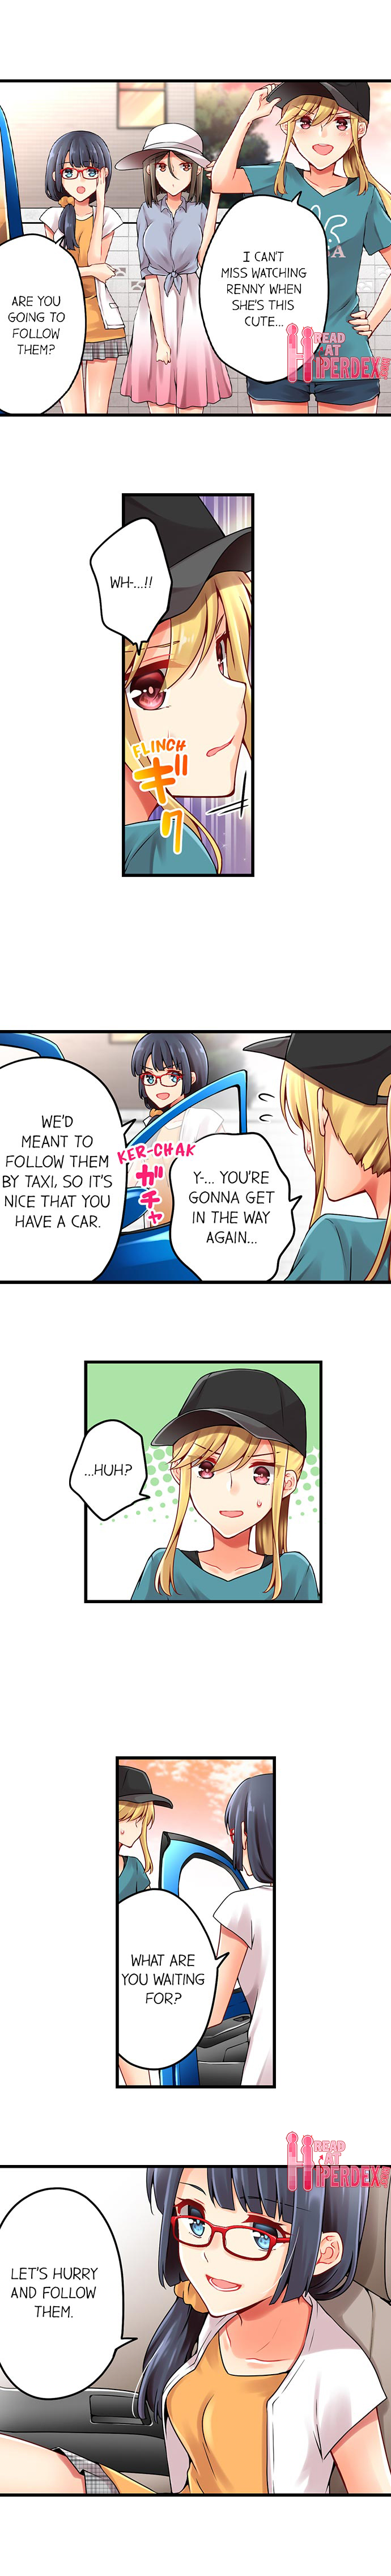 I CAN'T
MISS WATCHING
RENNY WHEN
SHE'S THIS
CUTE...
ARE YOU
GOING TO
FOLLOW
THEM?
READ
AT
HIPERDEX
WH-...!!
FLINCH
ギク
WE'D
MEANT TO
FOLLOW THEM
BY TAXI, SO IT'S
NICE THAT YOU
HAVE A CAR.
KER-CHAK
ガチャ
Y-... YOU'RE
GONNA GET
IN THE WAY
AGAIN...
...HUH?
WHAT ARE
YOU WAITING
FOR?
READ
AT
HIPERDEX
LET'S HURRY
AND FOLLOW
THEM.